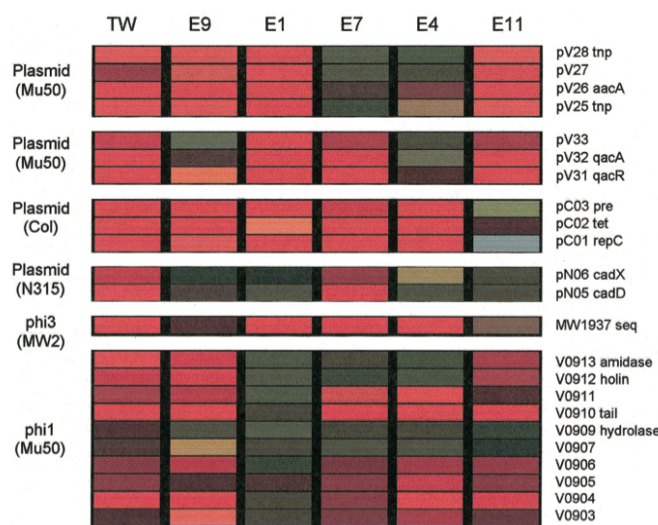 TW E9 E1 E7 E4 E11
Plasmid
(Mu50)
pV28 tnp
pV27
pV26 aacA
pV25 tnp
Plasmid
(Mu50)
pV33
pV32 qacA
pV31 qacR
Plasmid
(Col)
pC03 pre
pC02 tet
pC01 repC
Plasmid
(N315)
pN06 cadX
pN05 cadD
phi3
(MW2)
MW1937 seq
phi1
(Mu50)
V0913 amidase
V0912 holin
V0911
V0910 tail
V0909 hydrolase
V0907
V0906
V0905
V0904
V0903